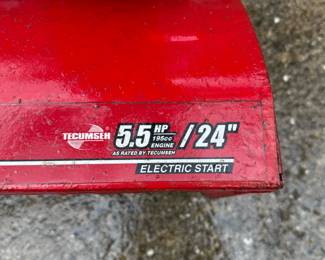 TECUMSEH
5.5 HP 195cc ENGINE / 24"
AS RATED BY TECUMSEH
ELECTRIC START